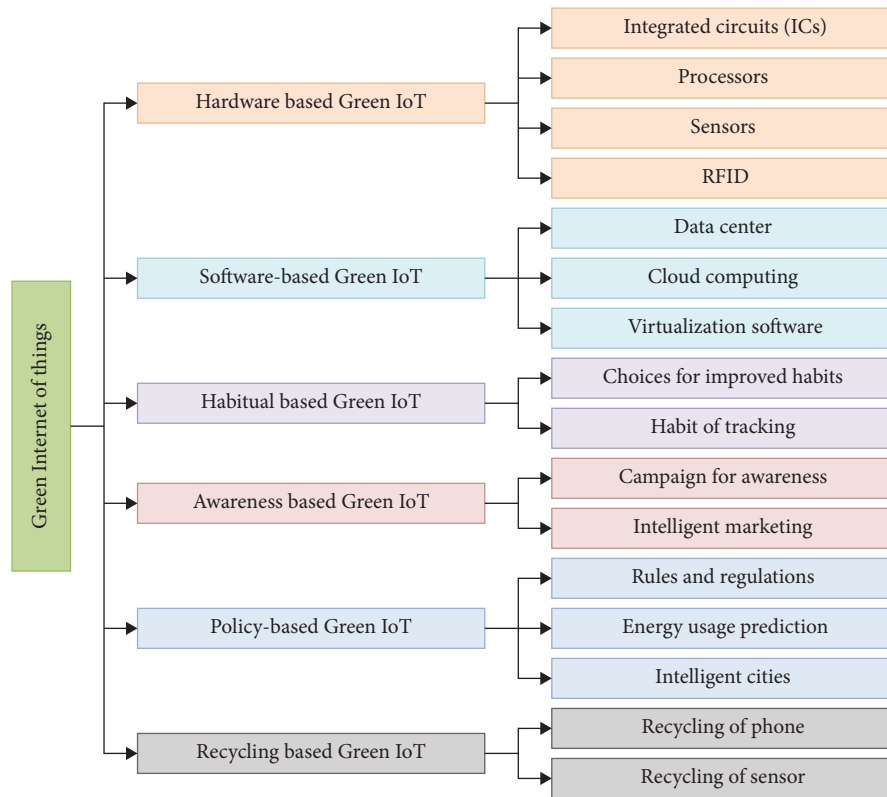 Green Internet of things
Hardware based Green IoT
Integrated circuits (ICs)
Processors
Sensors
RFID
Software-based Green IoT
Data center
Cloud computing
Virtualization software
Habitual based Green IoT
Choices for improved habits
Habit of tracking
Awareness based Green IoT
Campaign for awareness
Intelligent marketing
Policy-based Green IoT
Rules and regulations
Energy usage prediction
Intelligent cities
Recycling based Green IoT
Recycling of phone
Recycling of sensor